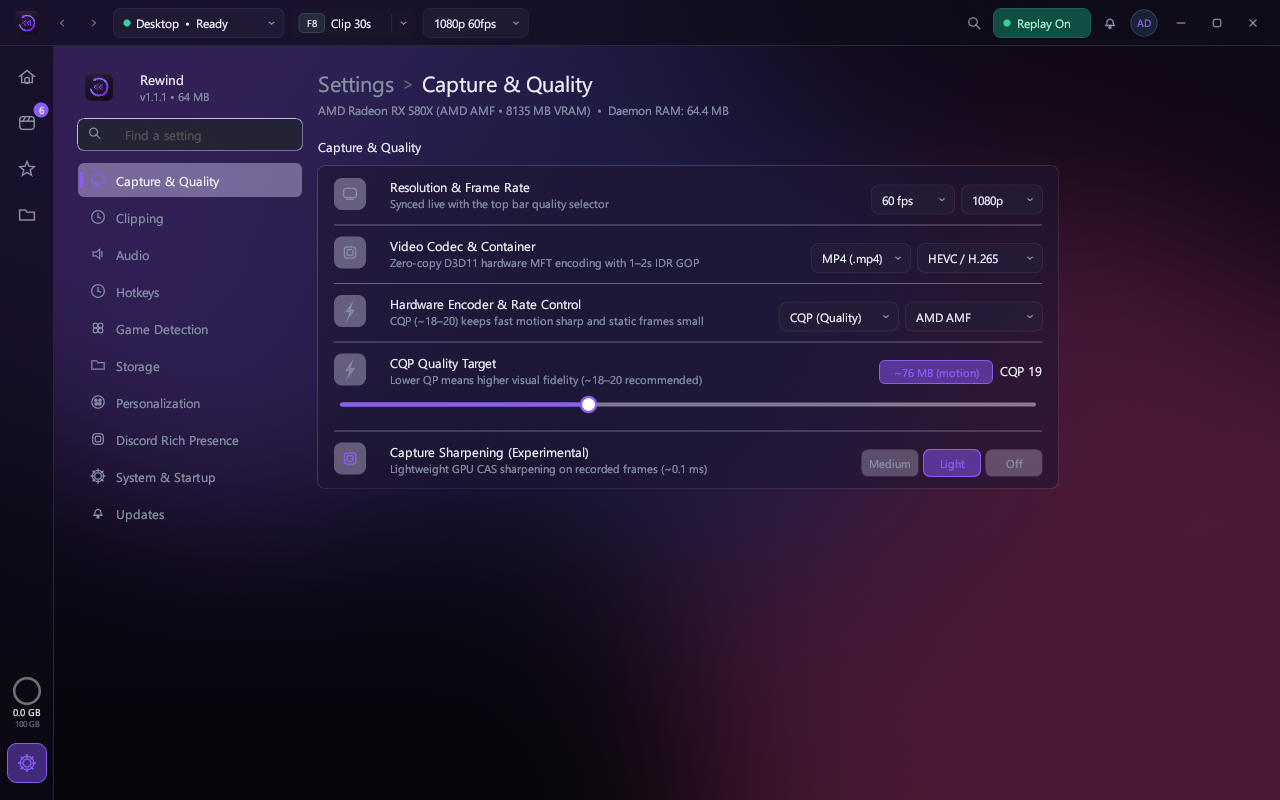 Desktop • Ready
F8 Clip 30s
1080p 60fps
Replay On
AD
6
Rewind
v1.1.1 • 64 MB
Find a setting
Capture & Quality
Clipping
Audio
Hotkeys
Game Detection
Storage
Personalization
Discord Rich Presence
System & Startup
Updates
0.0 GB
100 GB
Settings > Capture & Quality
AMD Radeon RX 580X (AMD AMF • 8135 MB VRAM) • Daemon RAM: 64.4 MB
Capture & Quality
Resolution & Frame Rate
Synced live with the top bar quality selector
60 fps
1080p
Video Codec & Container
Zero-copy D3D11 hardware MFT encoding with 1–2s IDR GOP
MP4 (.mp4)
HEVC / H.265
Hardware Encoder & Rate Control
CQP (~18–20) keeps fast motion sharp and static frames small
CQP (Quality)
AMD AMF
CQP Quality Target
Lower QP means higher visual fidelity (~18–20 recommended)
~76 MB (motion)
CQP 19
Capture Sharpening (Experimental)
Lightweight GPU CAS sharpening on recorded frames (~0.1 ms)
Medium
Light
Off